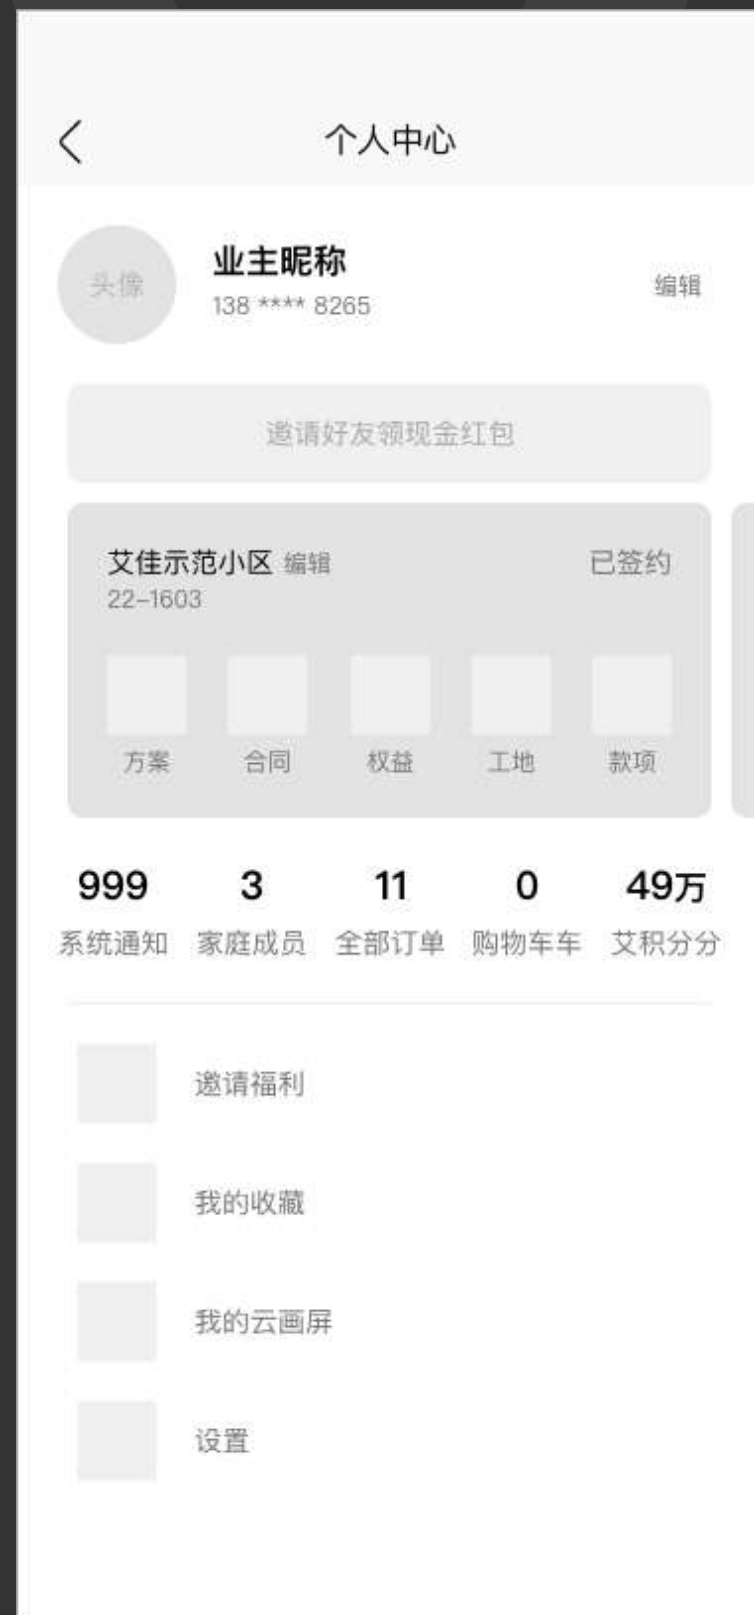 个人中心
头像
业主昵称
138 **** 8265
编辑
邀请好友领现金红包
艾佳示范小区 编辑 已签约
22-1603
方案 合同 权益 工地 款项
999 3 11 0 49万
系统通知 家庭成员 全部订单 购物车车 艾积分分
邀请福利
我的收藏
我的云画屏
设置